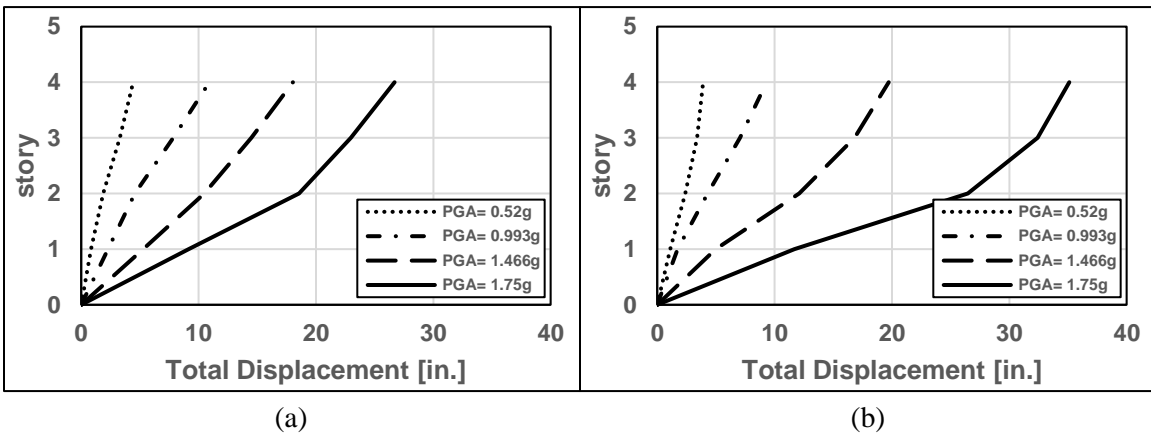 5
4
3
2
1
0
story
0 10 20 30 40
Total Displacement [in.]
PGA= 0.52g
PGA= 0.993g
PGA= 1.466g
PGA= 1.75g
(a)
5
4
3
2
1
0
story
0 10 20 30 40
Total Displacement [in.]
PGA= 0.52g
PGA= 0.993g
PGA= 1.466g
PGA= 1.75g
(b)